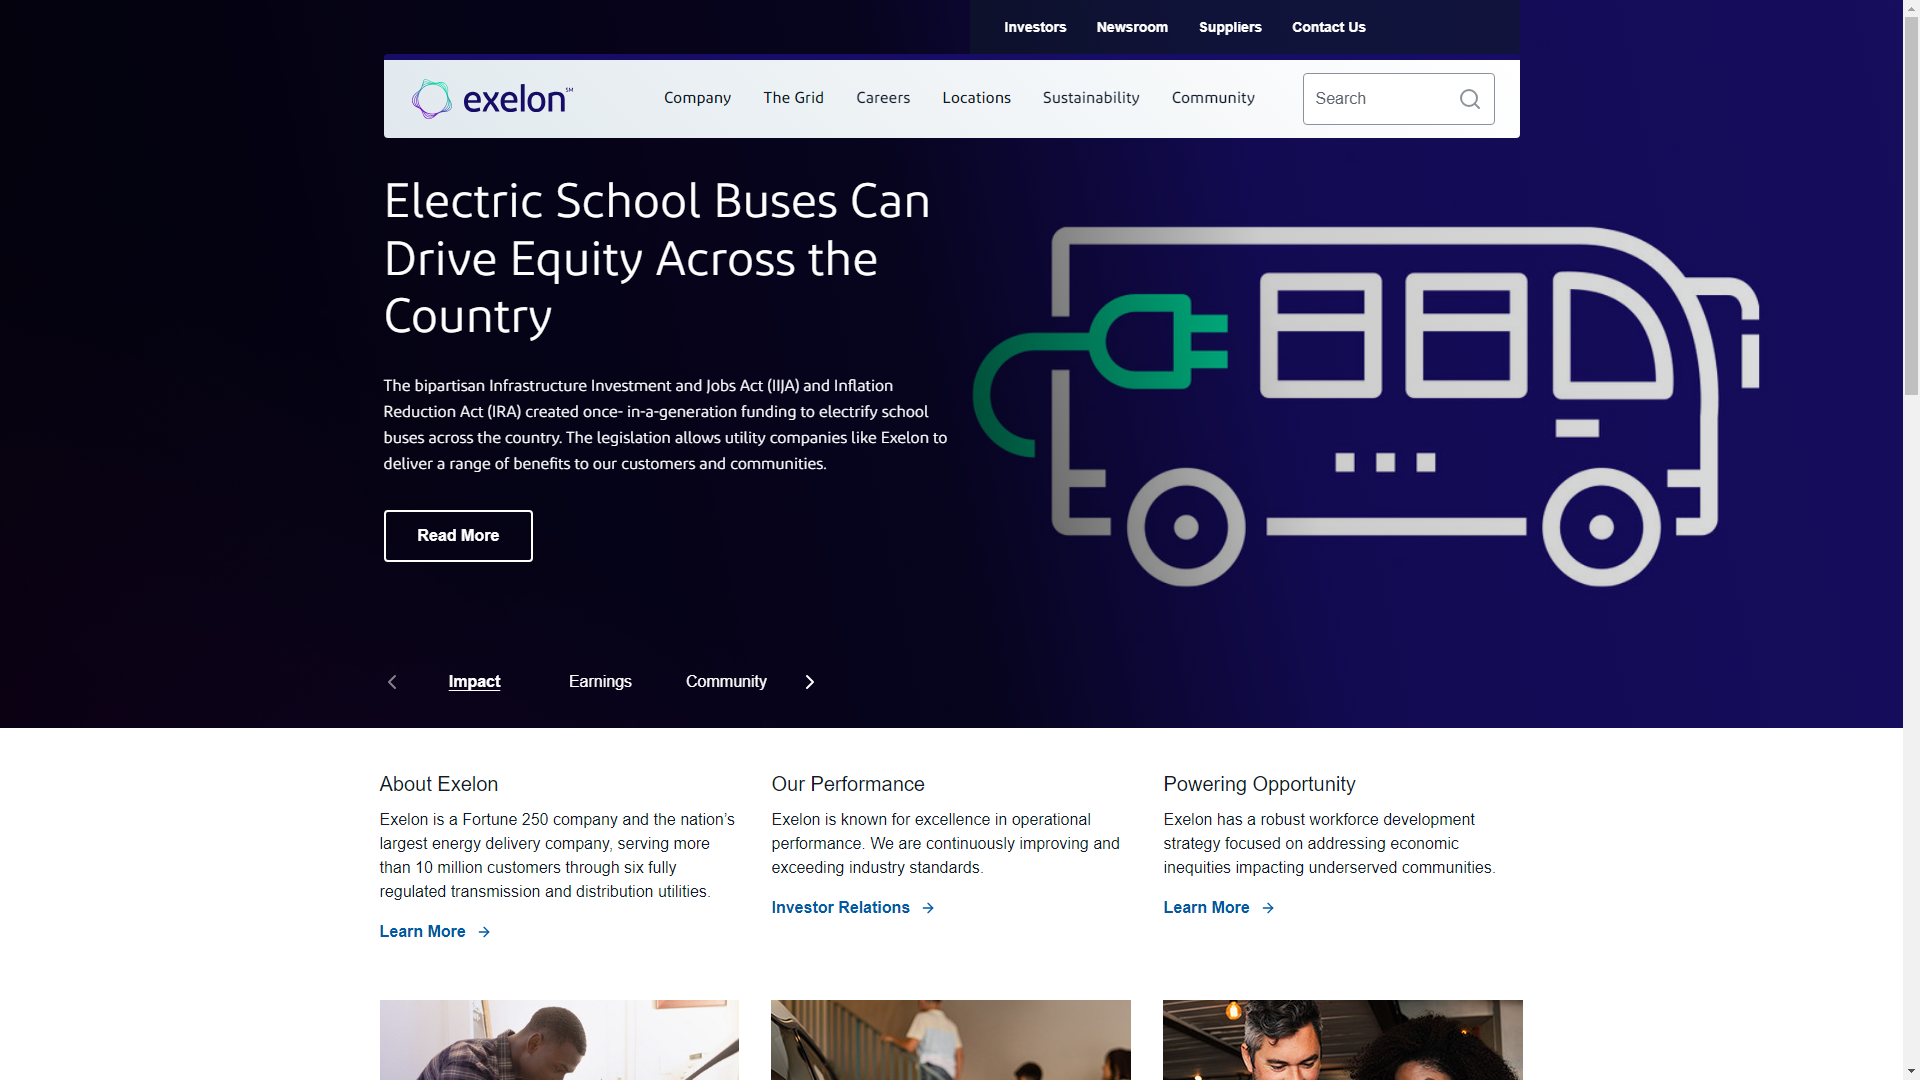 Investors Newsroom Suppliers Contact Us
exelon℠ Company The Grid Careers Locations Sustainability Community Search
Electric School Buses Can
Drive Equity Across the
Country
The bipartisan Infrastructure Investment and Jobs Act (IIJA) and Inflation
Reduction Act (IRA) created once- in-a-generation funding to electrify school
buses across the country. The legislation allows utility companies like Exelon to
deliver a range of benefits to our customers and communities.
Read More
Impact Earnings Community
About Exelon
Exelon is a Fortune 250 company and the nation’s
largest energy delivery company, serving more
than 10 million customers through six fully
regulated transmission and distribution utilities.
Learn More
Our Performance
Exelon is known for excellence in operational
performance. We are continuously improving and
exceeding industry standards.
Investor Relations
Powering Opportunity
Exelon has a robust workforce development
strategy focused on addressing economic
inequities impacting underserved communities.
Learn More